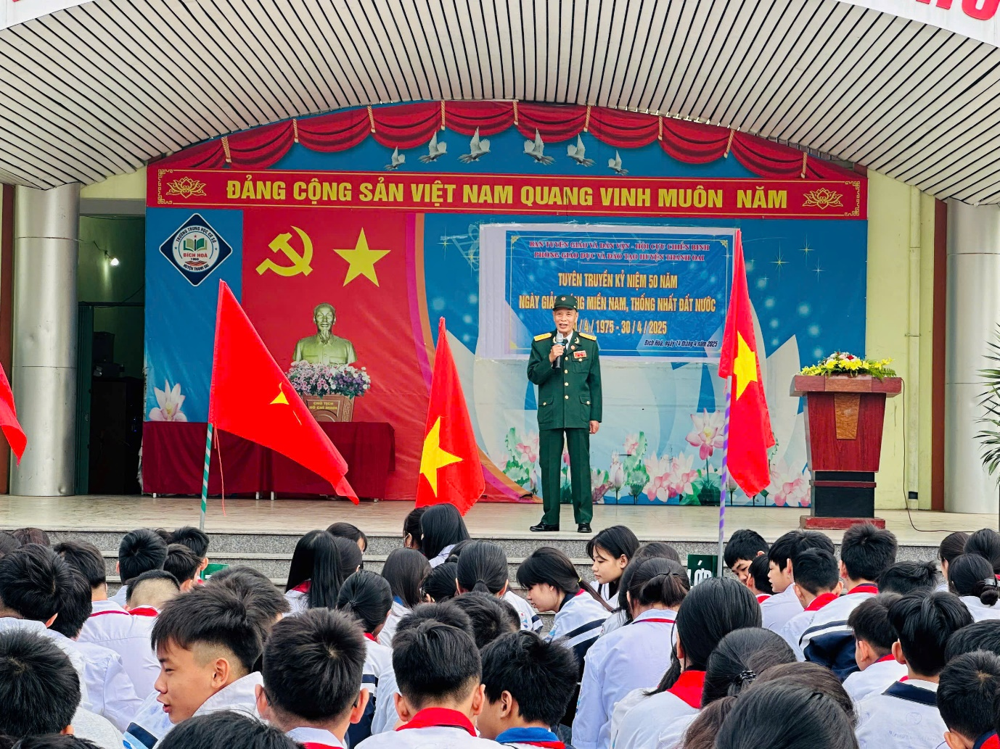 ĐẢNG CỘNG SẢN VIỆT NAM QUANG VINH MUÔN NĂM
TRƯỜNG TRUNG HỌC CƠ SỞ
BÍCH HOÀ
HUYỆN THANH OAI
BAN TUYÊN GIÁO VÀ DÂN VẬN - HỘI CỰU CHIẾN BINH
PHÒNG GIÁO DỤC VÀ ĐÀO TẠO HUYỆN THANH OAI
TUYÊN TRUYỀN KỶ NIỆM 50 NĂM
NGÀY GIẢI NG MIỀN NAM, THỐNG NHẤT ĐẤT NƯỚC
/ 4 / 1975 - 30 / 4 / 2025
Bích Hoà, ngày 14 tháng 4 năm 2025
CHỦ TỊCH
HỒ CHÍ MINH
LỚP